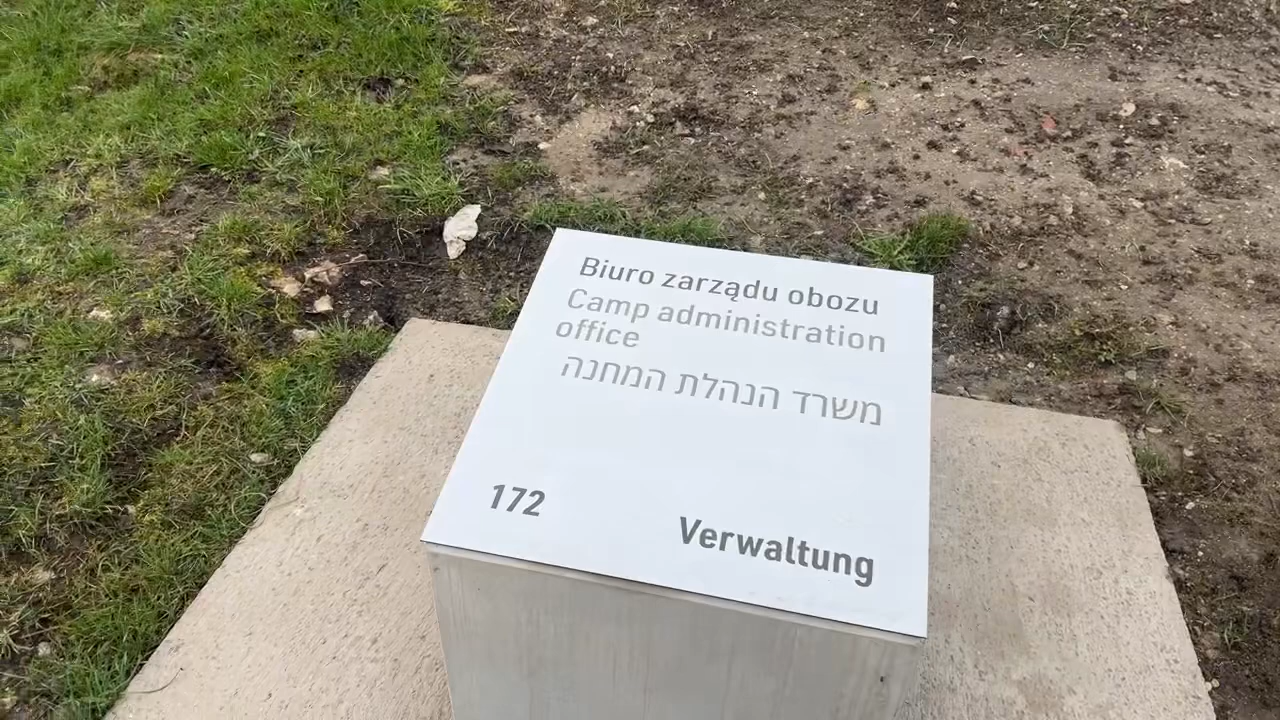 Biuro zarządu obozu
Camp administration
office
משרד הנהלת המחנה
172
Verwaltung